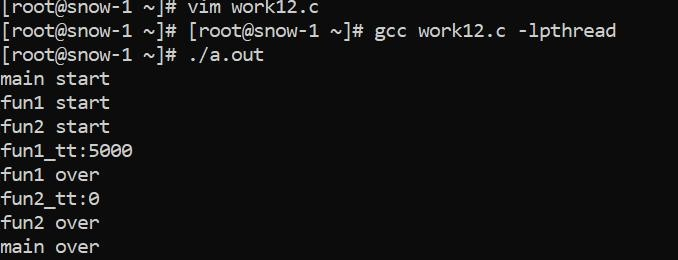 [root@snow-1 ~]# vim work12.c
[root@snow-1 ~]# [root@snow-1 ~]# gcc work12.c -lpthread
[root@snow-1 ~]# ./a.out
main start
fun1 start
fun2 start
fun1_tt:5000
fun1 over
fun2_tt:0
fun2 over
main over